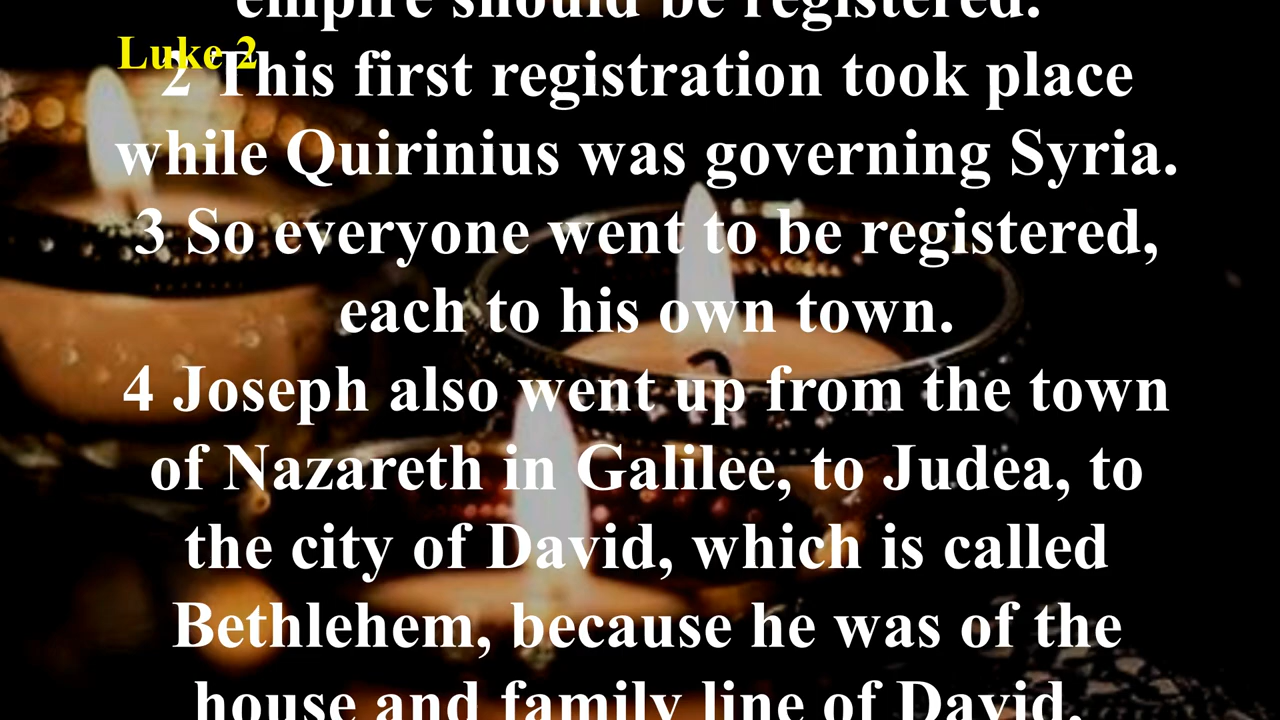 empire should be registered.
Luke 2
2 This first registration took place
while Quirinius was governing Syria.
3 So everyone went to be registered,
each to his own town.
4 Joseph also went up from the town
of Nazareth in Galilee, to Judea, to
the city of David, which is called
Bethlehem, because he was of the
house and family line of David,